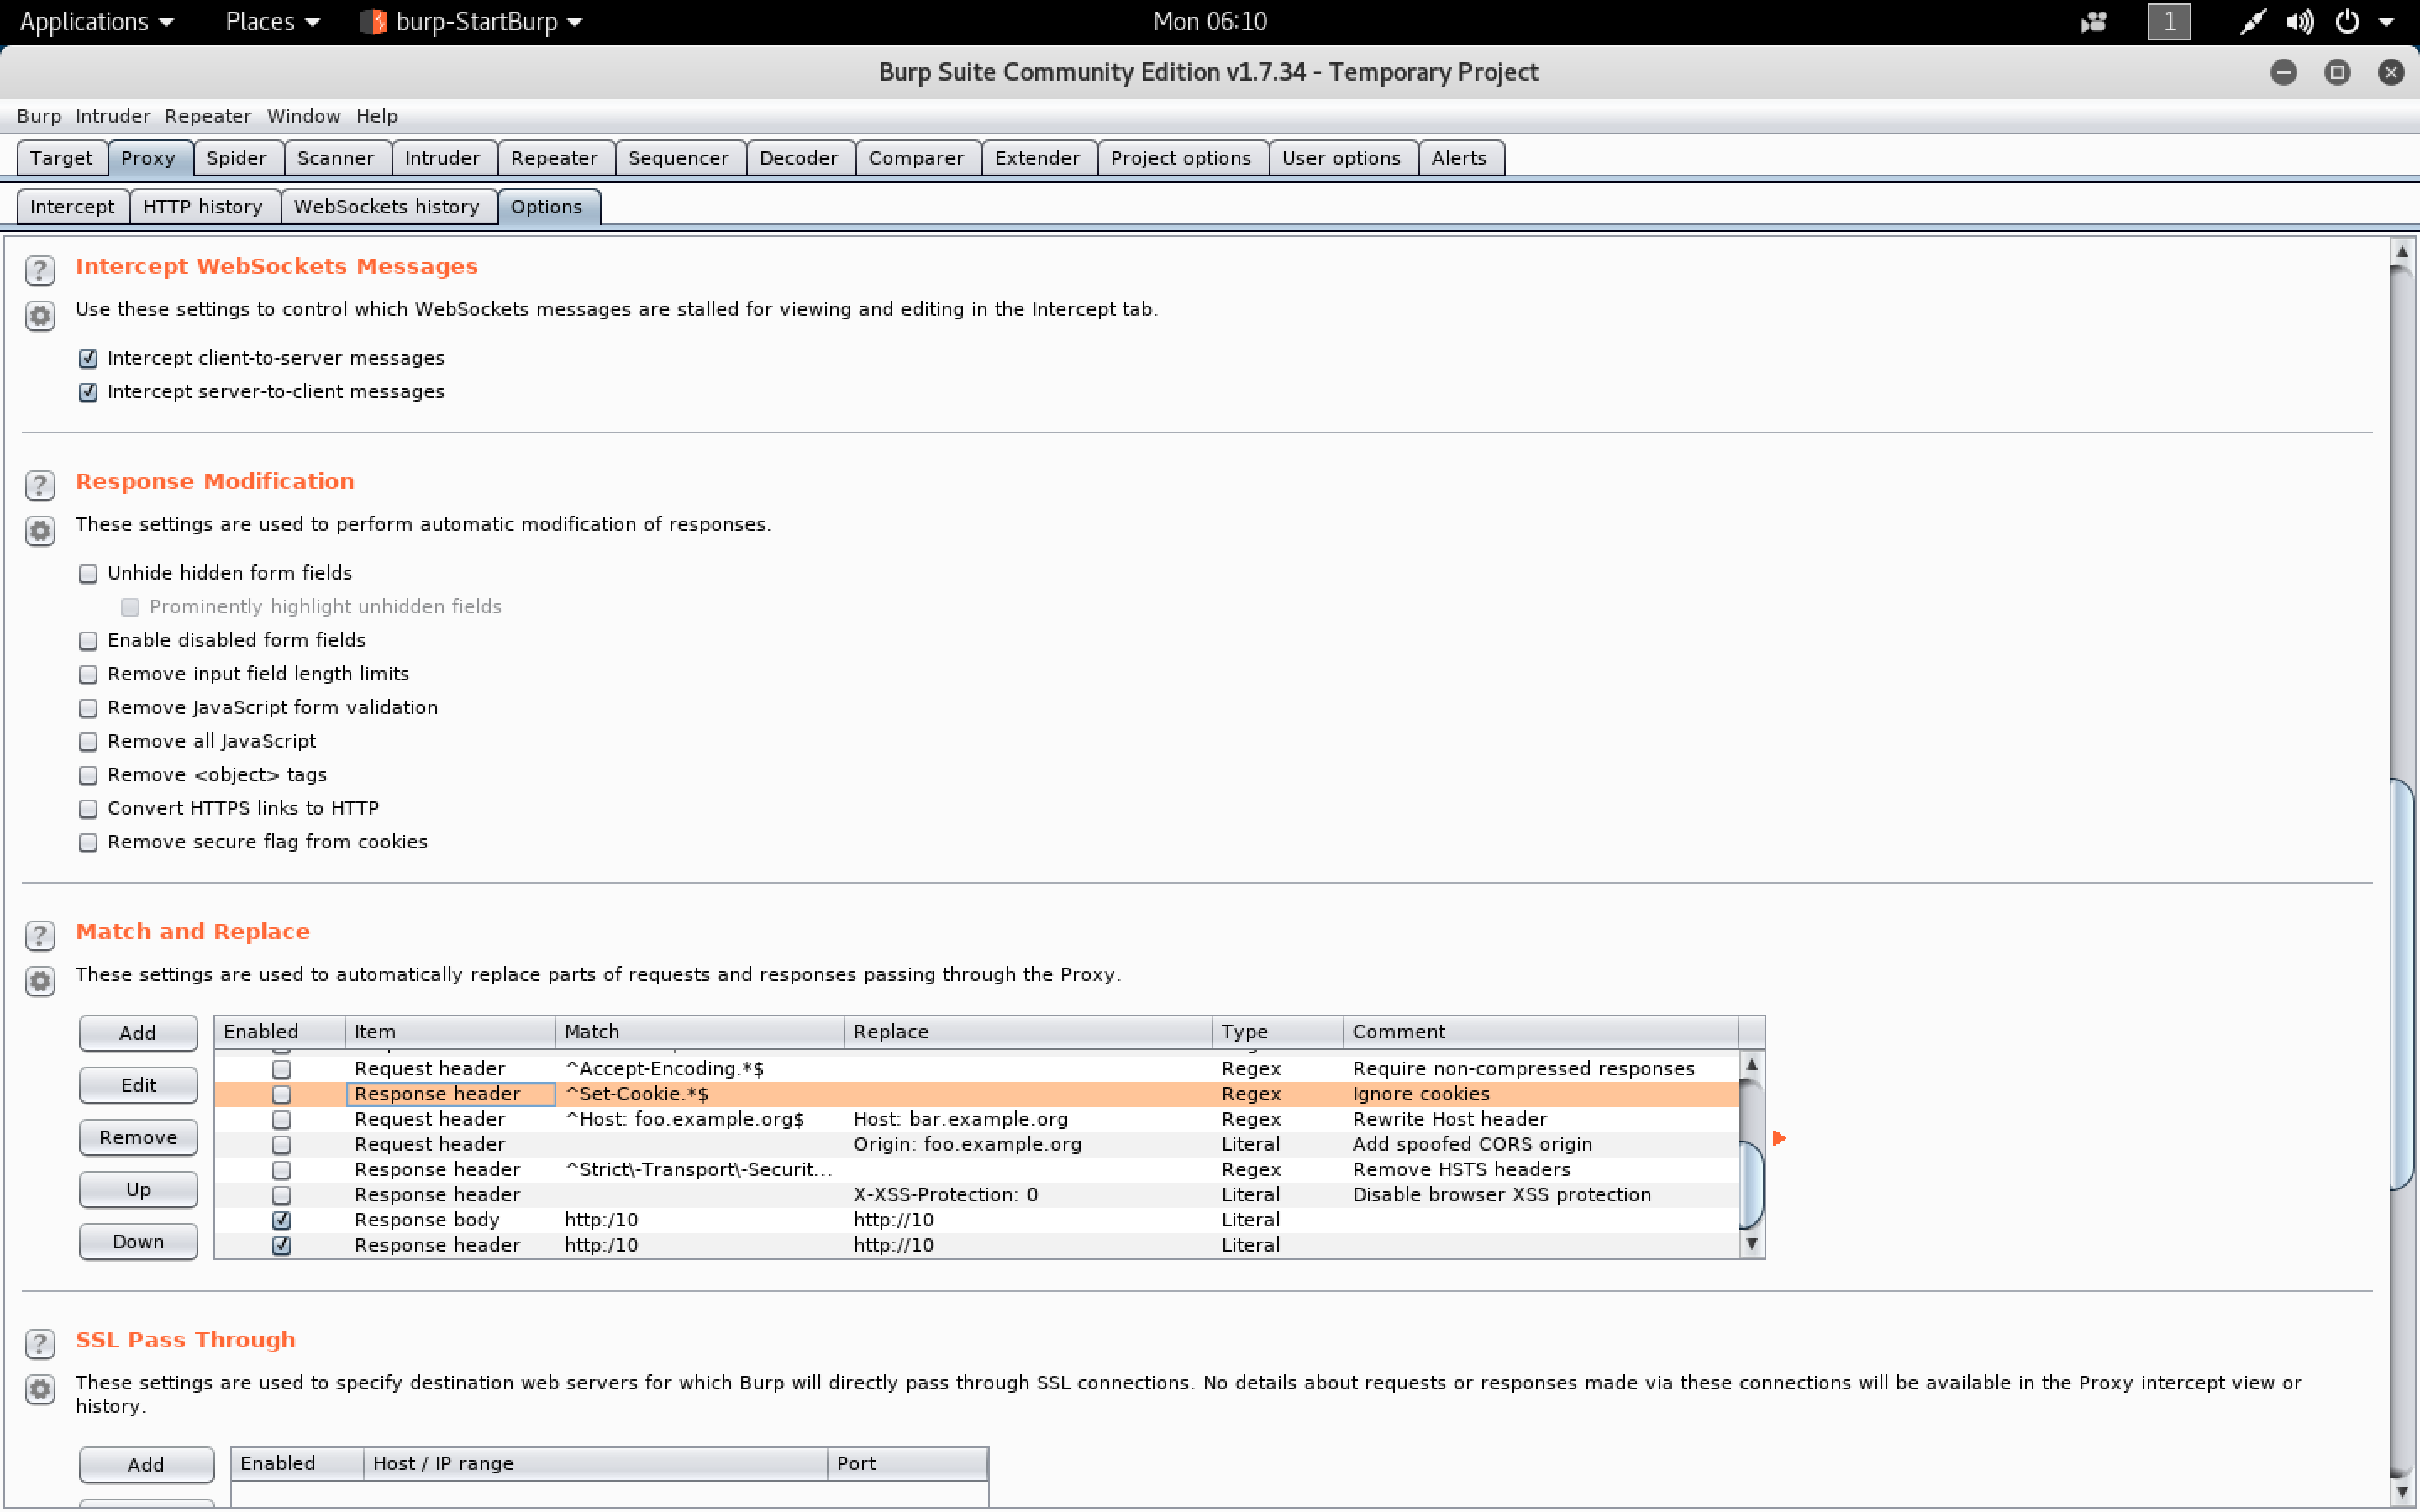 Applications Places burp-StartBurp Mon 06:10 1
Burp Suite Community Edition v1.7.34 - Temporary Project
Burp Intruder Repeater Window Help
Target Proxy Spider Scanner Intruder Repeater Sequencer Decoder Comparer Extender Project options User options Alerts
Intercept HTTP history WebSockets history Options
? Intercept WebSockets Messages
Use these settings to control which WebSockets messages are stalled for viewing and editing in the Intercept tab.
Intercept client-to-server messages
Intercept server-to-client messages
? Response Modification
These settings are used to perform automatic modification of responses.
Unhide hidden form fields
Prominently highlight unhidden fields
Enable disabled form fields
Remove input field length limits
Remove JavaScript form validation
Remove all JavaScript
Remove <object> tags
Convert HTTPS links to HTTP
Remove secure flag from cookies
? Match and Replace
These settings are used to automatically replace parts of requests and responses passing through the Proxy.
Add Enabled Item Match Replace Type Comment
Request header ^Accept-Encoding.*$ Regex Require non-compressed responses
Edit Response header ^Set-Cookie.*$ Regex Ignore cookies
Request header ^Host: foo.example.org$ Host: bar.example.org Regex Rewrite Host header
Remove Request header Origin: foo.example.org Literal Add spoofed CORS origin
Response header ^Strict\-Transport\-Securit... Regex Remove HSTS headers
Up Response header X-XSS-Protection: 0 Literal Disable browser XSS protection
Response body http:/10 http://10 Literal
Down Response header http:/10 http://10 Literal
? SSL Pass Through
These settings are used to specify destination web servers for which Burp will directly pass through SSL connections. No details about requests or responses made via these connections will be available in the Proxy intercept view or
history.
Add Enabled Host / IP range Port